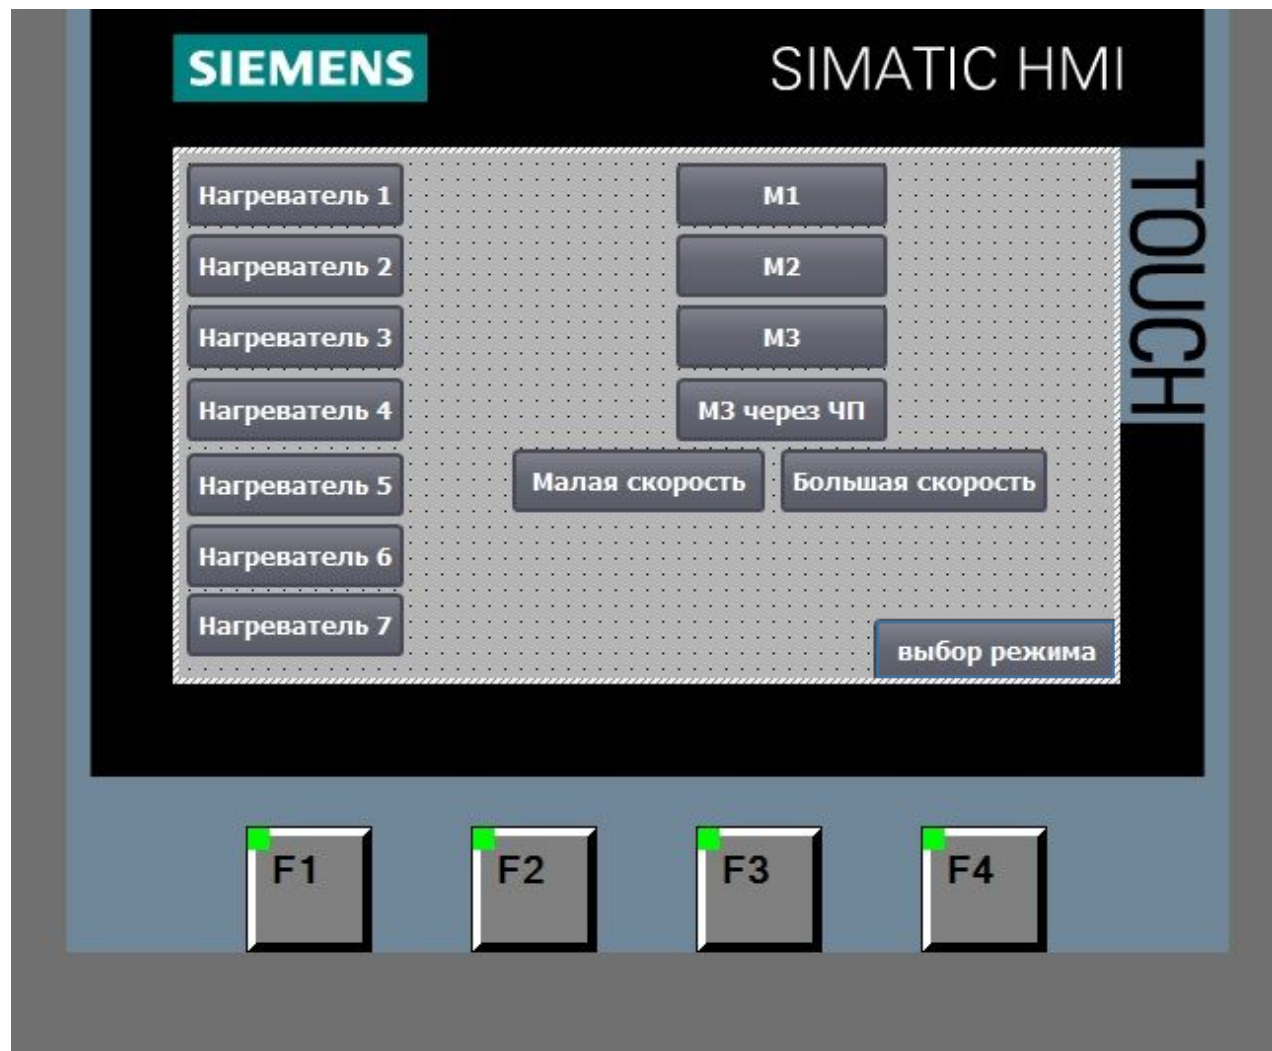 SIEMENS
SIMATIC HMI
TOUCH
Нагреватель 1
Нагреватель 2
Нагреватель 3
Нагреватель 4
Нагреватель 5
Нагреватель 6
Нагреватель 7
М1
М2
М3
М3 через ЧП
Малая скорость
Большая скорость
выбор режима
F1
F2
F3
F4